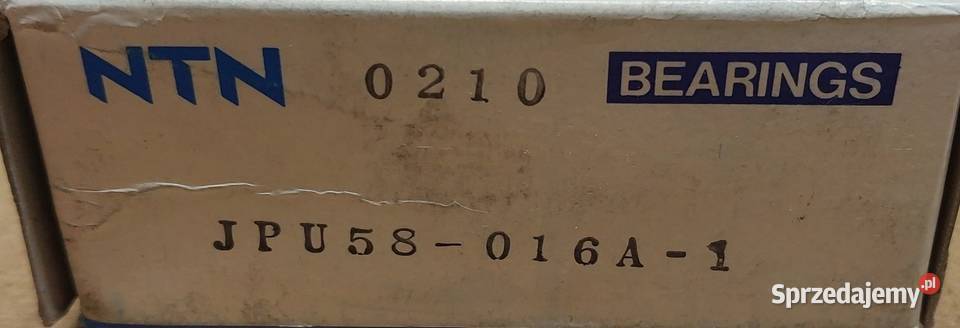 NTN 0210 BEARINGS
JPU58-016A-1
Sprzedajemy.pl